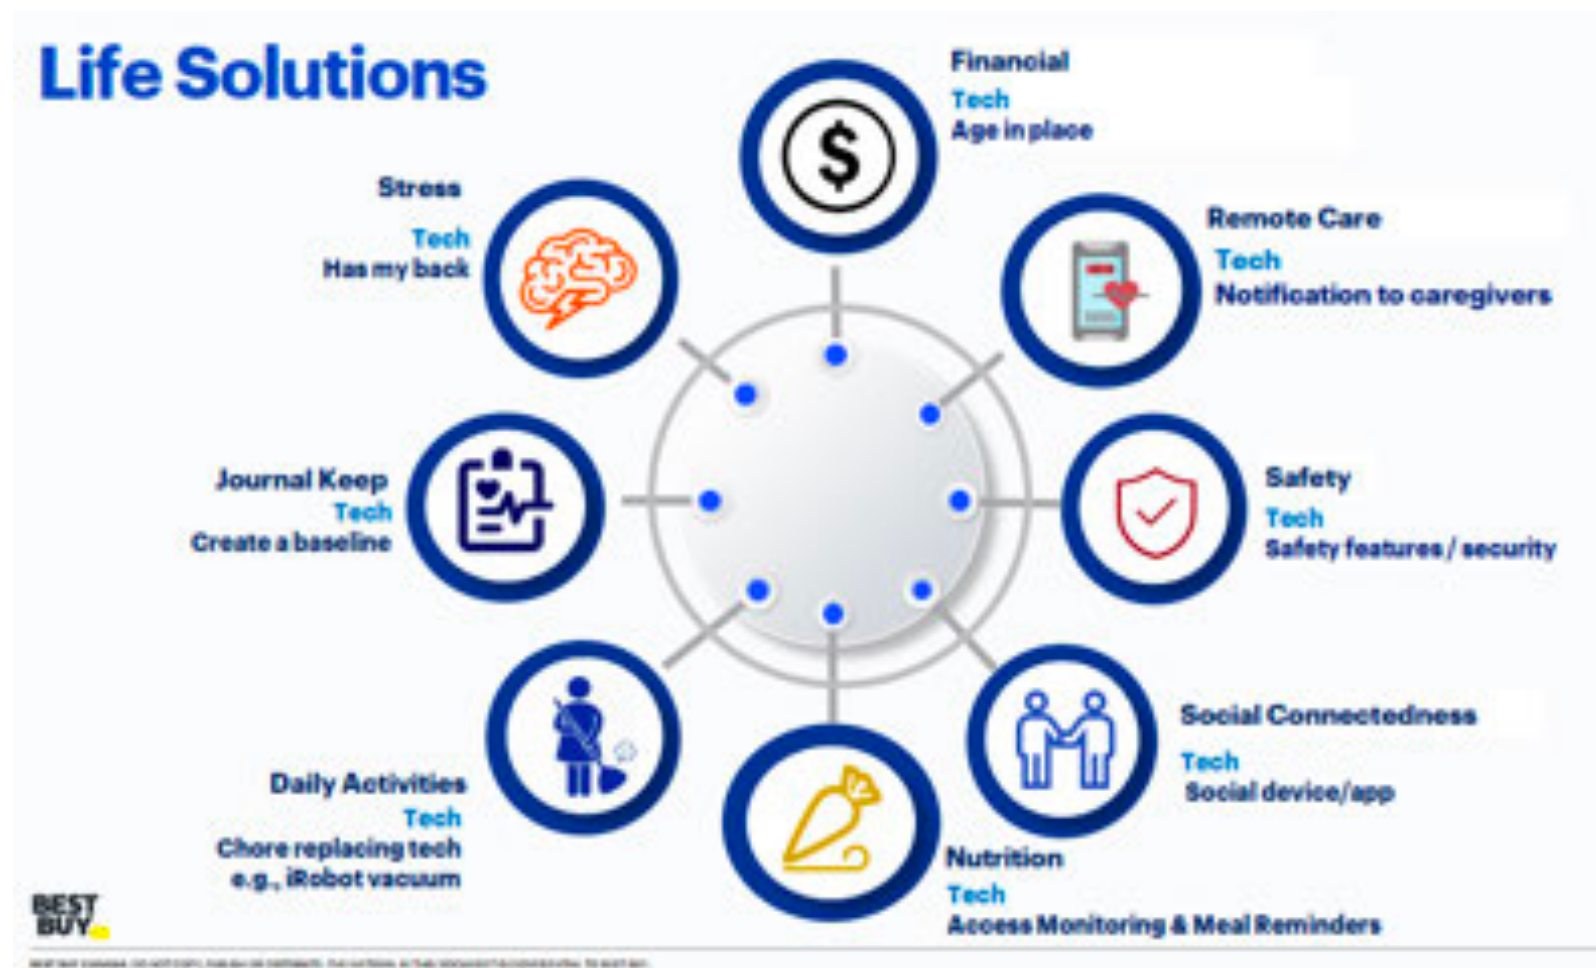 Life Solutions
Financial
Tech
Age in place
Stress
Tech
Has my back
Remote Care
Tech
Notification to caregivers
Journal Keep
Tech
Create a baseline
Safety
Tech
Safety features / security
Daily Activities
Tech
Chore replacing tech
e.g., iRobot vacuum
Social Connectedness
Tech
Social device/app
Nutrition
Tech
Access Monitoring & Meal Reminders
BEST
BUY
$